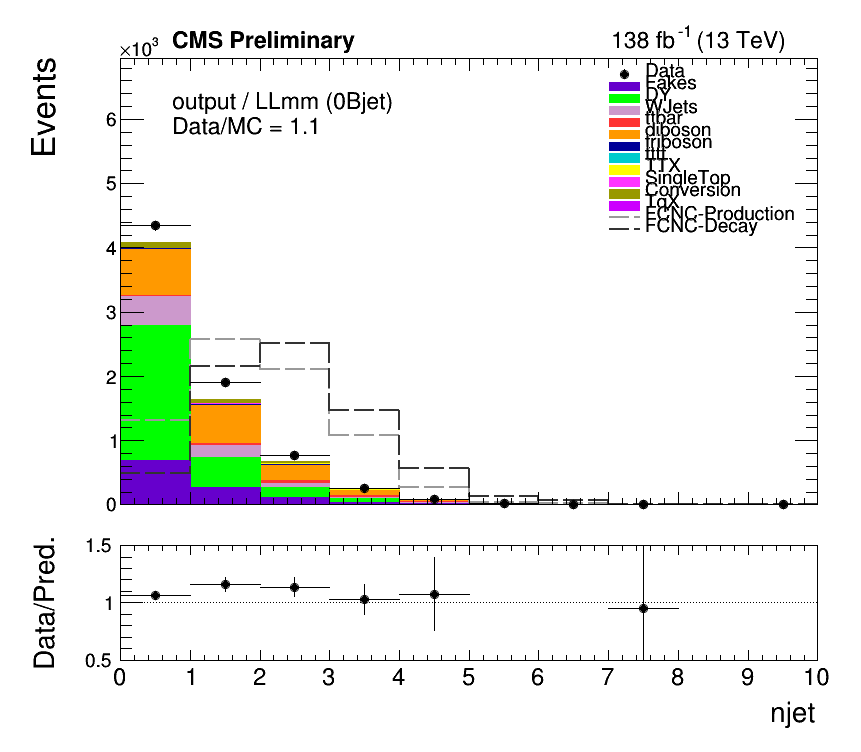 ×10³ CMS Preliminary 138 fb⁻¹ (13 TeV)
Events
output / LLmm (0Bjet)
Data/MC = 1.1
Data
Fakes
DY
WJets
ttbar
diboson
triboson
tttt
TTX
SingleTop
Conversion
TqX
FCNC-Production
FCNC-Decay
6
5
4
3
2
1
0
Data/Pred.
1.5
1
0.5
0 1 2 3 4 5 6 7 8 9 10
njet